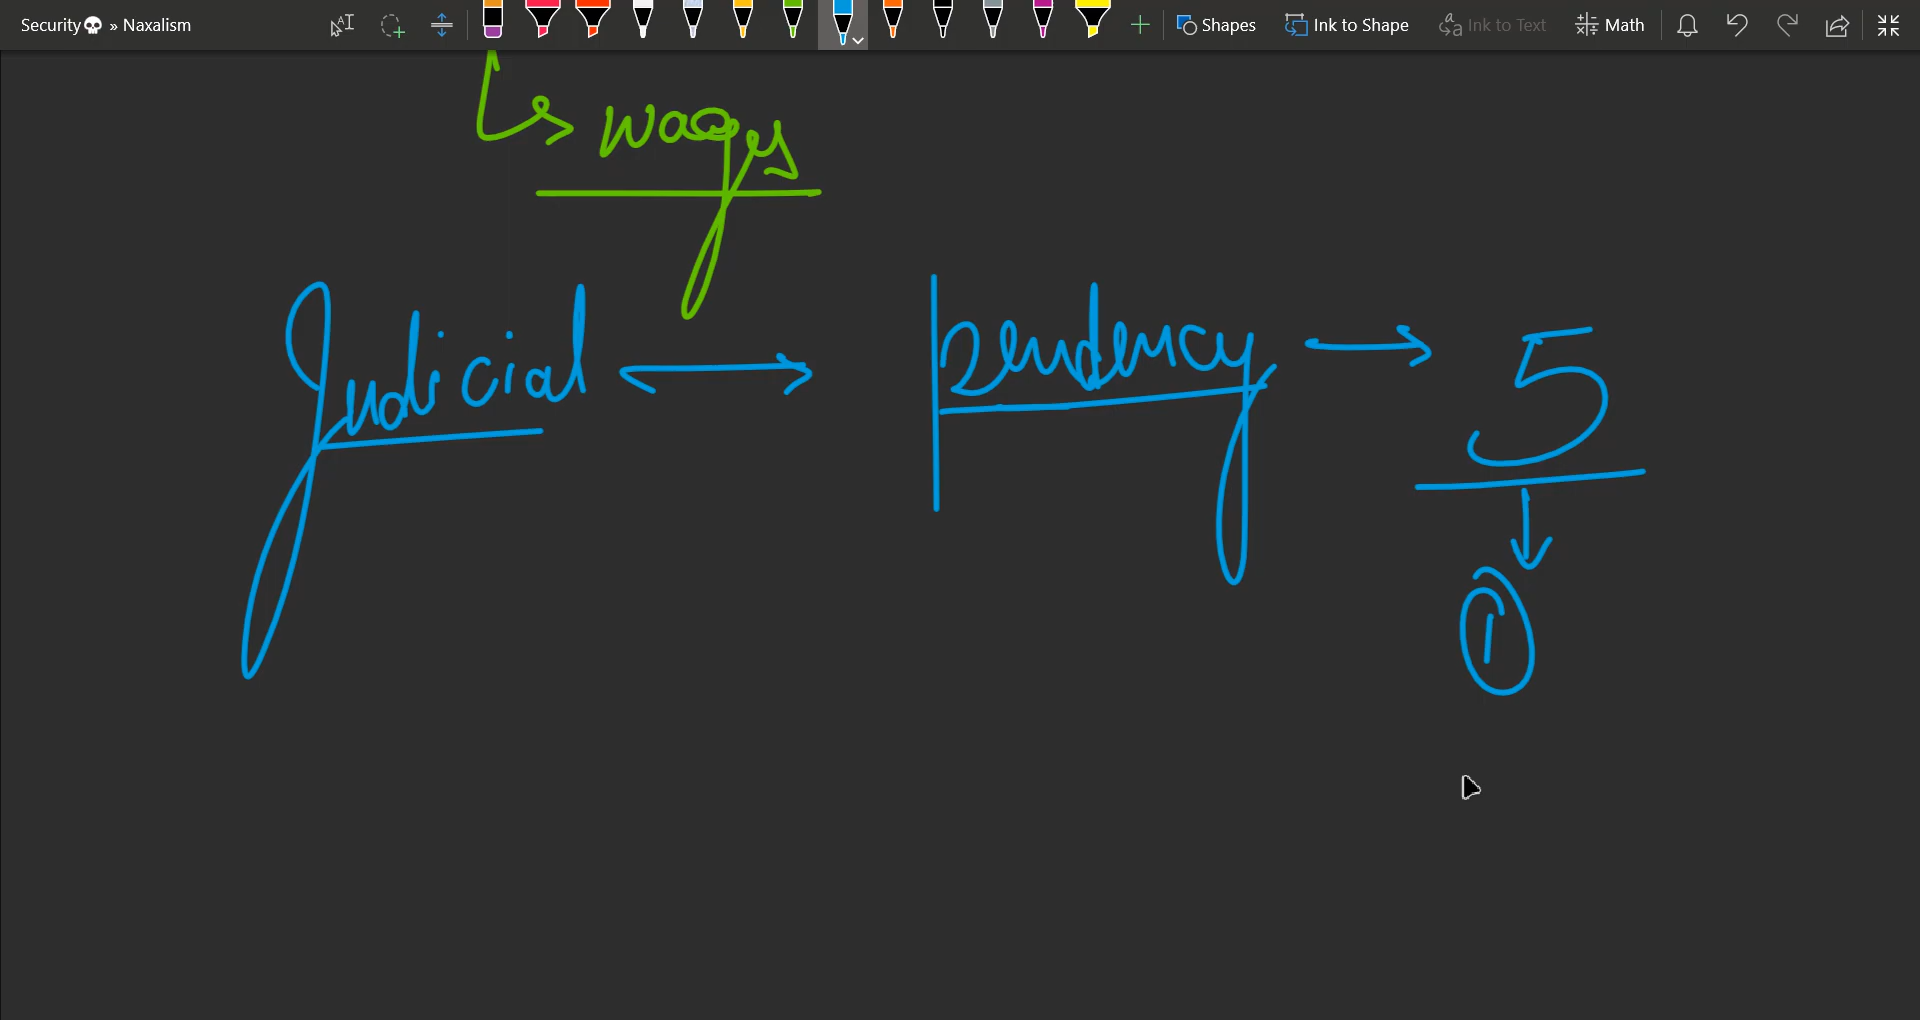 Security💀 » Naxalism Shapes Ink to Shape Ink to Text Math
wages
Judicial ↔ Pendency → 5
↓
①